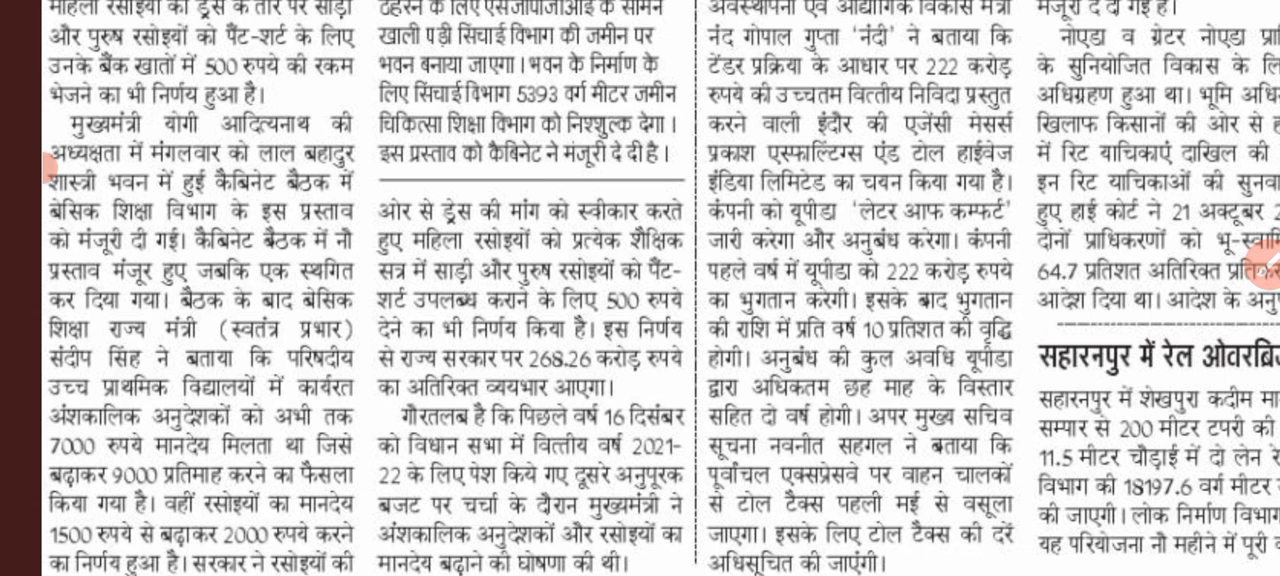 महिला रसोइयों को ड्रेस के तौर पर साड़ी
और पुरुष रसोइयों को पैंट-शर्ट के लिए
उनके बैंक खातों में 500 रुपये की रकम
भेजने का भी निर्णय हुआ है।
मुख्यमंत्री योगी आदित्यनाथ की
अध्यक्षता में मंगलवार को लाल बहादुर
शास्त्री भवन में हुई कैबिनेट बैठक में
बेसिक शिक्षा विभाग के इस प्रस्ताव
को मंजूरी दी गई। कैबिनेट बैठक में नौ
प्रस्ताव मंजूर हुए जबकि एक स्थगित
कर दिया गया। बैठक के बाद बेसिक
शिक्षा राज्य मंत्री (स्वतंत्र प्रभार)
संदीप सिंह ने बताया कि परिषदीय
उच्च प्राथमिक विद्यालयों में कार्यरत
अंशकालिक अनुदेशकों को अभी तक
7000 रुपये मानदेय मिलता था जिसे
बढ़ाकर 9000 प्रतिमाह करने का फैसला
किया गया है। वहीं रसोइयों का मानदेय
1500 रुपये से बढ़ाकर 2000 रुपये करने
का निर्णय हुआ है। सरकार ने रसोइयों की
ठहरने के लिए एसजीपीजीआई के सामने
खाली पड़ी सिंचाई विभाग की जमीन पर
भवन बनाया जाएगा। भवन के निर्माण के
लिए सिंचाई विभाग 5393 वर्ग मीटर जमीन
चिकित्सा शिक्षा विभाग को निश्शुल्क देगा।
इस प्रस्ताव को कैबिनेट ने मंजूरी दे दी है।
ओर से ड्रेस की मांग को स्वीकार करते
हुए महिला रसोइयों को प्रत्येक शैक्षिक
सत्र में साड़ी और पुरुष रसोइयों को पैंट-
शर्ट उपलब्ध कराने के लिए 500 रुपये
देने का भी निर्णय किया है। इस निर्णय
से राज्य सरकार पर 268.26 करोड़ रुपये
का अतिरिक्त व्ययभार आएगा।
गौरतलब है कि पिछले वर्ष 16 दिसंबर
को विधान सभा में वित्तीय वर्ष 2021-
22 के लिए पेश किये गए दूसरे अनुपूरक
बजट पर चर्चा के दौरान मुख्यमंत्री ने
अंशकालिक अनुदेशकों और रसोइयों का
मानदेय बढ़ाने की घोषणा की थी।
अवस्थापना एवं औद्योगिक विकास मंत्री
नंद गोपाल गुप्ता 'नंदी' ने बताया कि
टेंडर प्रक्रिया के आधार पर 222 करोड़
रुपये की उच्चतम वित्तीय निविदा प्रस्तुत
करने वाली इंदौर की एजेंसी मेसर्स
प्रकाश एस्फाल्टिंग्स एंड टोल हाईवेज
इंडिया लिमिटेड का चयन किया गया है।
कंपनी को यूपीडा 'लेटर आफ कम्फर्ट'
जारी करेगा और अनुबंध करेगा। कंपनी
पहले वर्ष में यूपीडा को 222 करोड़ रुपये
का भुगतान करेगी। इसके बाद भुगतान
की राशि में प्रति वर्ष 10 प्रतिशत की वृद्धि
होगी। अनुबंध की कुल अवधि यूपीडा
द्वारा अधिकतम छह माह के विस्तार
सहित दो वर्ष होगी। अपर मुख्य सचिव
सूचना नवनीत सहगल ने बताया कि
पूर्वांचल एक्सप्रेसवे पर वाहन चालकों
से टोल टैक्स पहली मई से वसूला
जाएगा। इसके लिए टोल टैक्स की दरें
अधिसूचित की जाएंगी।
मंजूरी दे दी गई है।
नोएडा व ग्रेटर नोएडा
के सुनियोजित विकास के
अधिग्रहण हुआ था। भूमि
खिलाफ किसानों की ओर से
में रिट याचिकाएं दाखिल की
इन रिट याचिकाओं की
हुए हाई कोर्ट ने 21 अक्टूबर
दोनों प्राधिकरणों को
64.7 प्रतिशत अतिरिक्त
आदेश दिया था। आदेश के
सहारनपुर में रेल
सहारनपुर में शेखपुरा कदीम
सम्पार से 200 मीटर टपरी की
11.5 मीटर चौड़ाई में दो लेन
विभाग की 18197.6 वर्ग मीटर
की जाएगी। लोक निर्माण विभाग
यह परियोजना नौ महीने में पूरी